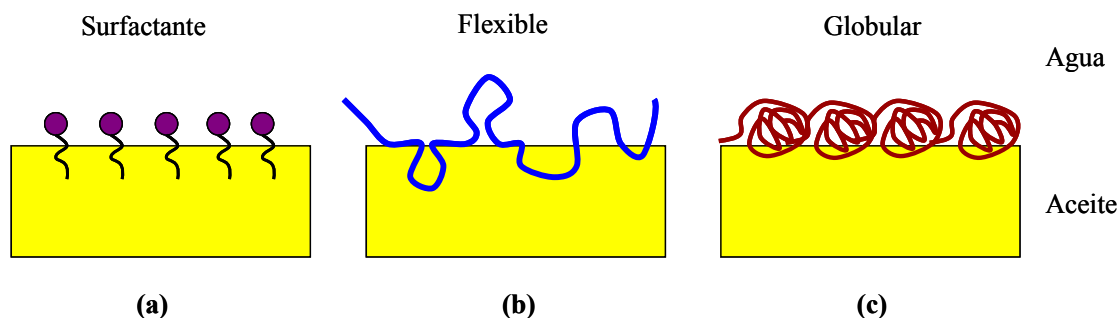 Surfactante
Flexible
Globular
Agua
Aceite
(a)
(b)
(c)